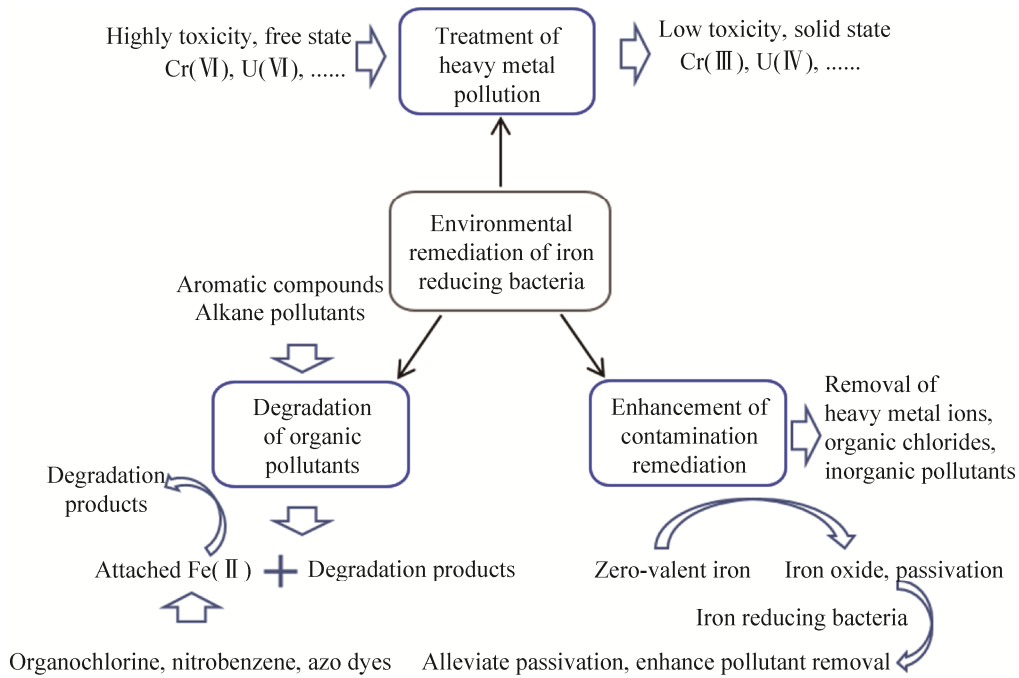 Highly toxicity, free state
Cr(Ⅵ), U(Ⅵ), ......
Treatment of
heavy metal
pollution
Low toxicity, solid state
Cr(Ⅲ), U(Ⅳ), ......
Environmental
remediation of iron
reducing bacteria
Aromatic compounds
Alkane pollutants
Degradation
of organic
pollutants
Enhancement of
contamination
remediation
Removal of
heavy metal ions,
organic chlorides,
inorganic pollutants
Degradation
products
Attached Fe(Ⅱ) + Degradation products
Zero-valent iron
Iron oxide, passivation
Iron reducing bacteria
Organochlorine, nitrobenzene, azo dyes
Alleviate passivation, enhance pollutant removal